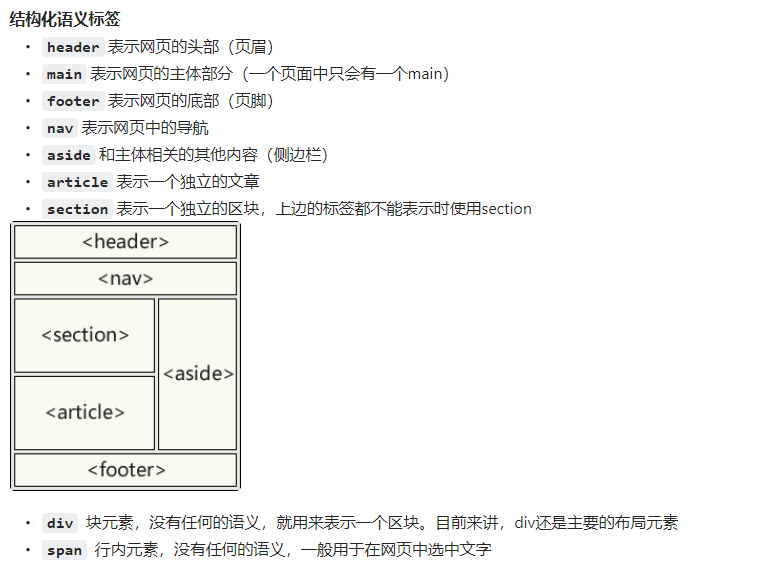 结构化语义标签
• header 表示网页的头部（页眉）
• main 表示网页的主体部分（一个页面中只会有一个main）
• footer 表示网页的底部（页脚）
• nav 表示网页中的导航
• aside 和主体相关的其他内容（侧边栏）
• article 表示一个独立的文章
• section 表示一个独立的区块，上边的标签都不能表示时使用section
<header>
<nav>
<section>
<aside>
<article>
<footer>
• div 块元素，没有任何的语义，就用来表示一个区块。目前来讲，div还是主要的布局元素
• span 行内元素，没有任何的语义，一般用于在网页中选中文字